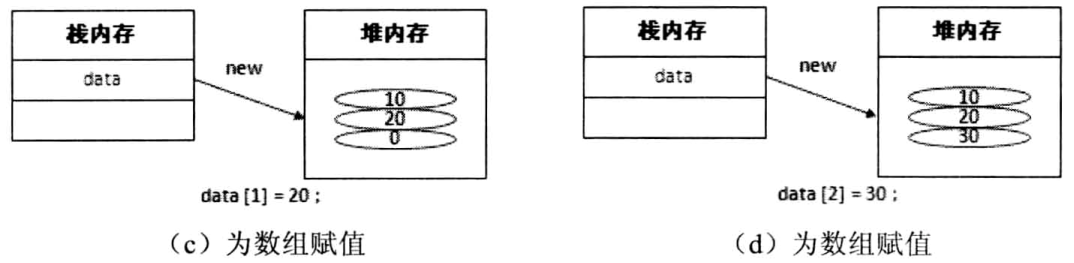 栈内存
data
new
堆内存
10
20
0
data [1] = 20 ;
（c）为数组赋值
栈内存
data
new
堆内存
10
20
30
data [2] = 30 ;
（d）为数组赋值